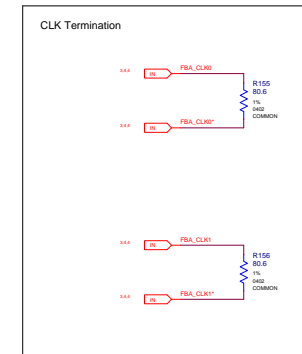 CLK Termination
3,4,4 IN FBA_CLK0
R155
80.6
1%
0402
COMMON
3,4,4 IN FBA_CLK0*
3,4,4 IN FBA_CLK1
R156
80.6
1%
0402
COMMON
3,4,4 IN FBA_CLK1*